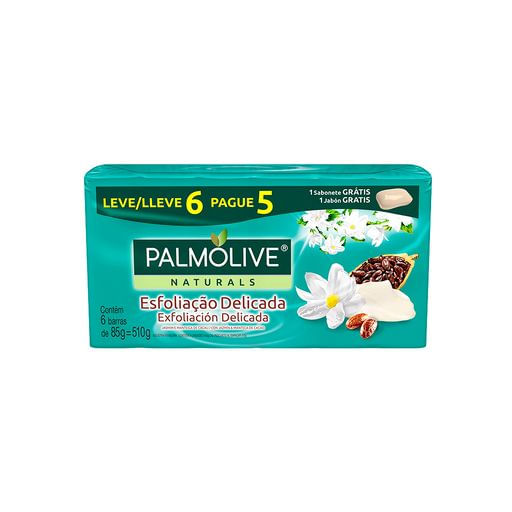 LEVE/LLEVE 6 PAGUE 5
1 Sabonete GRÁTIS
1 Jabón GRATIS
PALMOLIVE®
NATURALS
Esfoliação Delicada
Exfoliación Delicada
Contém
6 barras
de 85g=510g